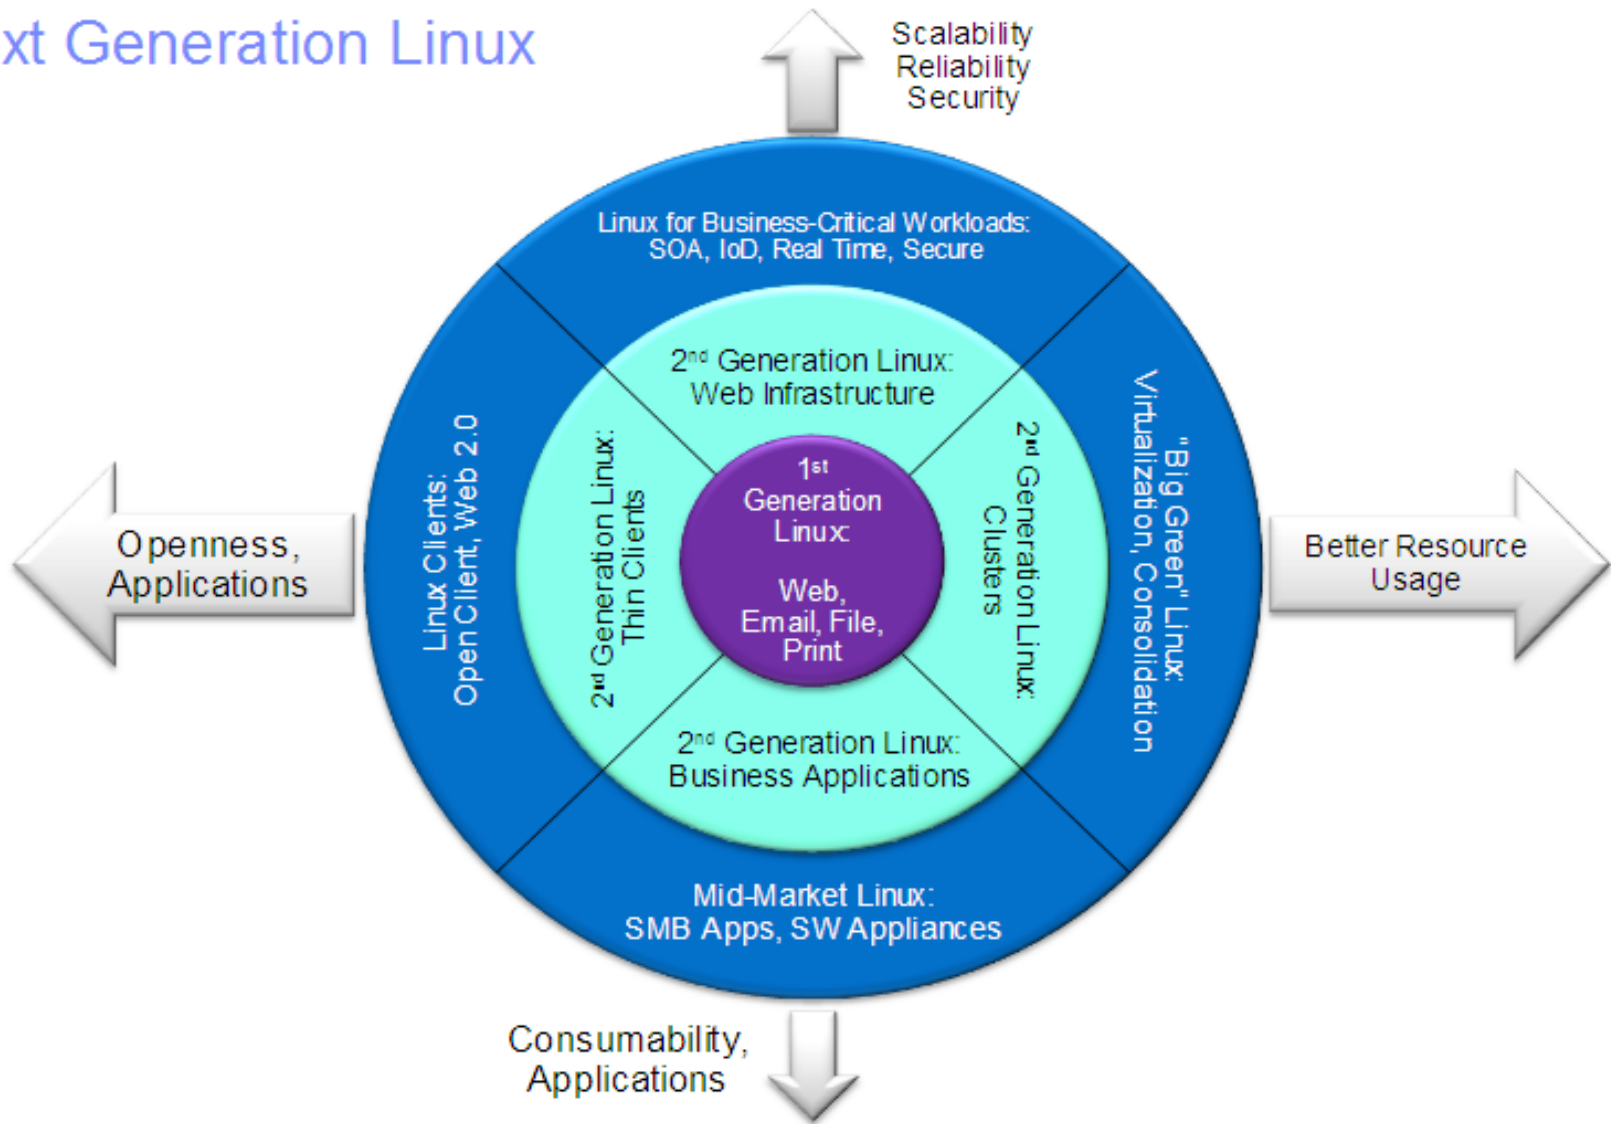 xt Generation Linux
Scalability
Reliability
Security
Linux for Business-Critical Workloads:
SOA, IoD, Real Time, Secure
2nd Generation Linux:
Web Infrastructure
Openness,
Applications
Linux Clients:
Open Client, Web 2.0
2nd Generation Linux:
Thin Clients
1st
Generation
Linux:
Web,
Email, File,
Print
2nd Generation Linux:
Clusters
"Big Green" Linux:
Virtualization, Consolidation
Better Resource
Usage
2nd Generation Linux:
Business Applications
Mid-Market Linux:
SMB Apps, SW Appliances
Consumability,
Applications